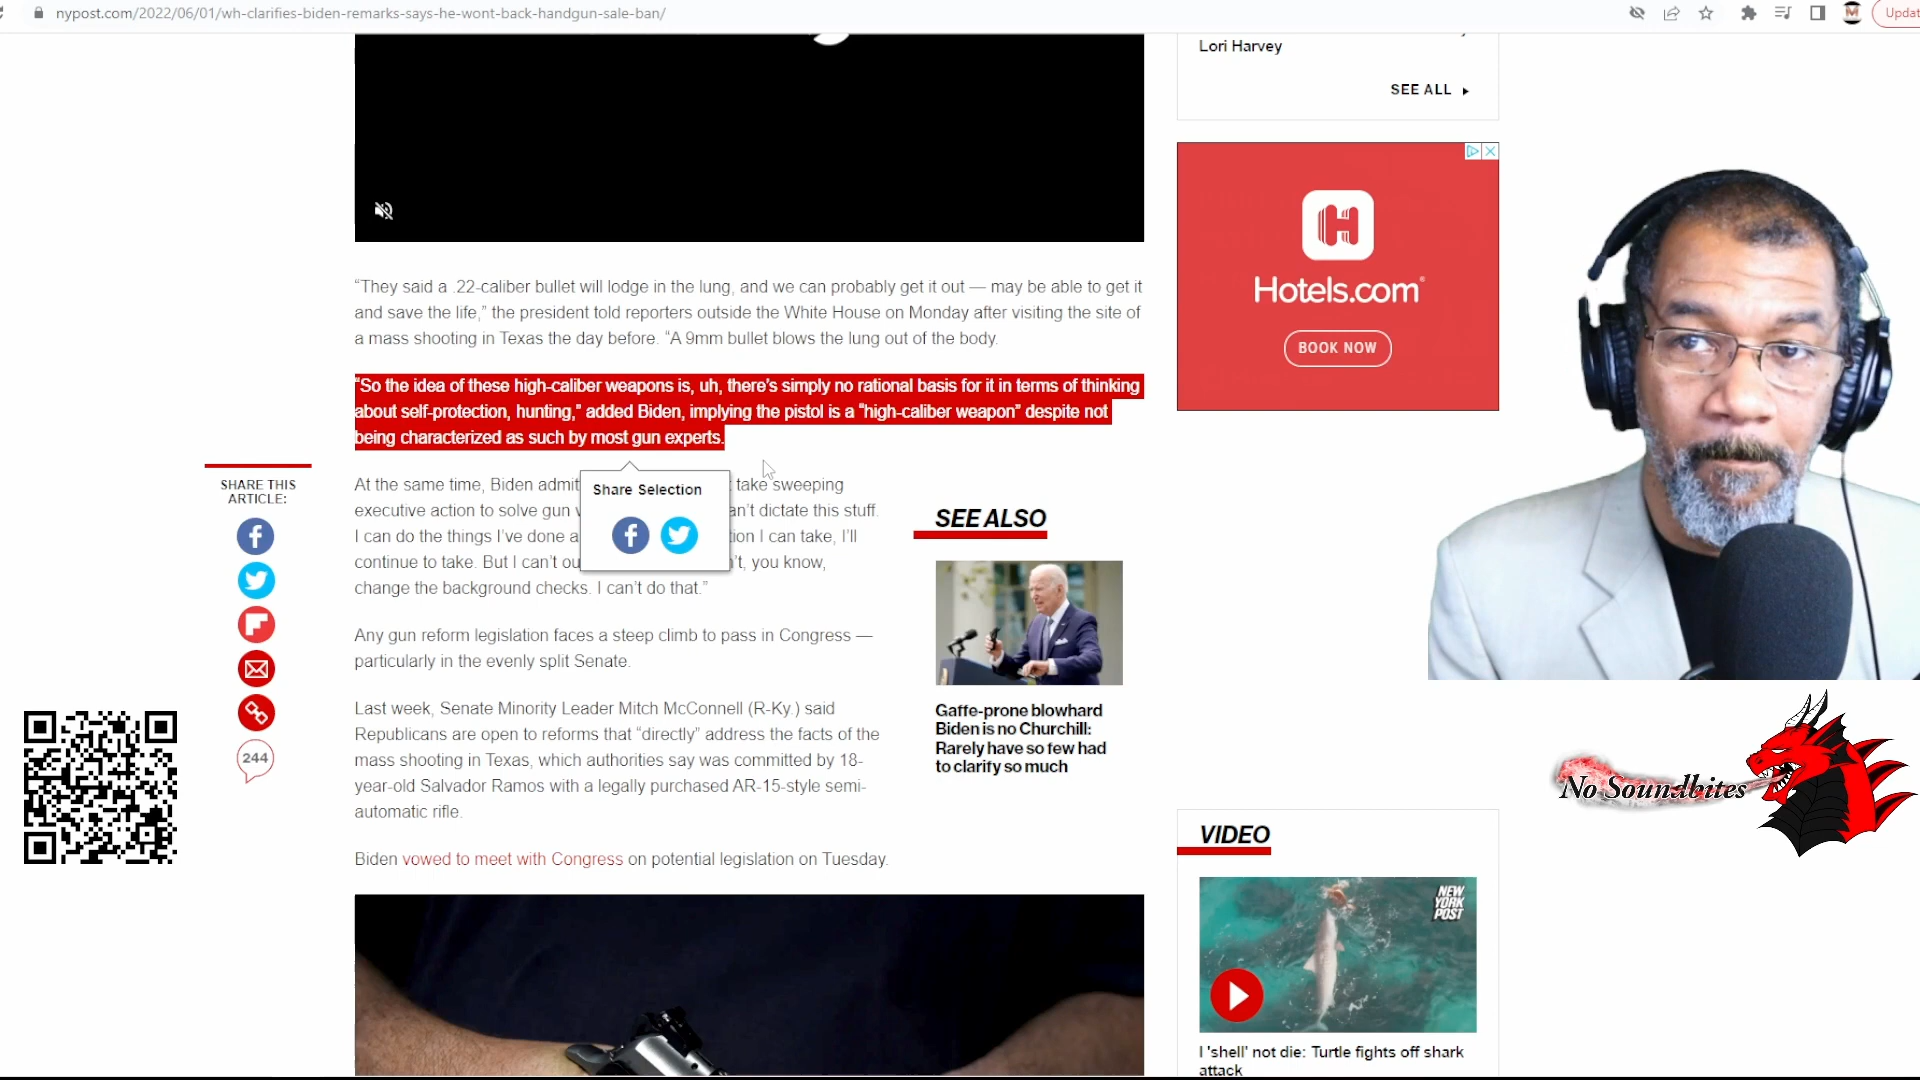 nypost.com/2022/06/01/wh-clarifies-biden-remarks-says-he-wont-back-handgun-sale-ban/
Updat
Lori Harvey
SEE ALL
Hotels.com
BOOK NOW
“They said a .22-caliber bullet will lodge in the lung, and we can probably get it out — may be able to get it
and save the life,” the president told reporters outside the White House on Monday after visiting the site of
a mass shooting in Texas the day before. “A 9mm bullet blows the lung out of the body.
“So the idea of these high-caliber weapons is, uh, there’s simply no rational basis for it in terms of thinking
about self-protection, hunting,” added Biden, implying the pistol is a “high-caliber weapon” despite not
being characterized as such by most gun experts.
SHARE THIS
ARTICLE:
244
At the same time, Biden admit take sweeping
executive action to solve gun an’t dictate this stuff.
I can do the things I’ve done a tion I can take, I’ll
continue to take. But I can’t ou ’t, you know,
change the background checks. I can’t do that.”
Share Selection
Any gun reform legislation faces a steep climb to pass in Congress —
particularly in the evenly split Senate.
Last week, Senate Minority Leader Mitch McConnell (R-Ky.) said
Republicans are open to reforms that “directly” address the facts of the
mass shooting in Texas, which authorities say was committed by 18-
year-old Salvador Ramos with a legally purchased AR-15-style semi-
automatic rifle.
Biden vowed to meet with Congress on potential legislation on Tuesday.
SEE ALSO
Gaffe-prone blowhard
Biden is no Churchill:
Rarely have so few had
to clarify so much
No Soundbites
VIDEO
NEW
YORK
POST
I 'shell' not die: Turtle fights off shark
attack